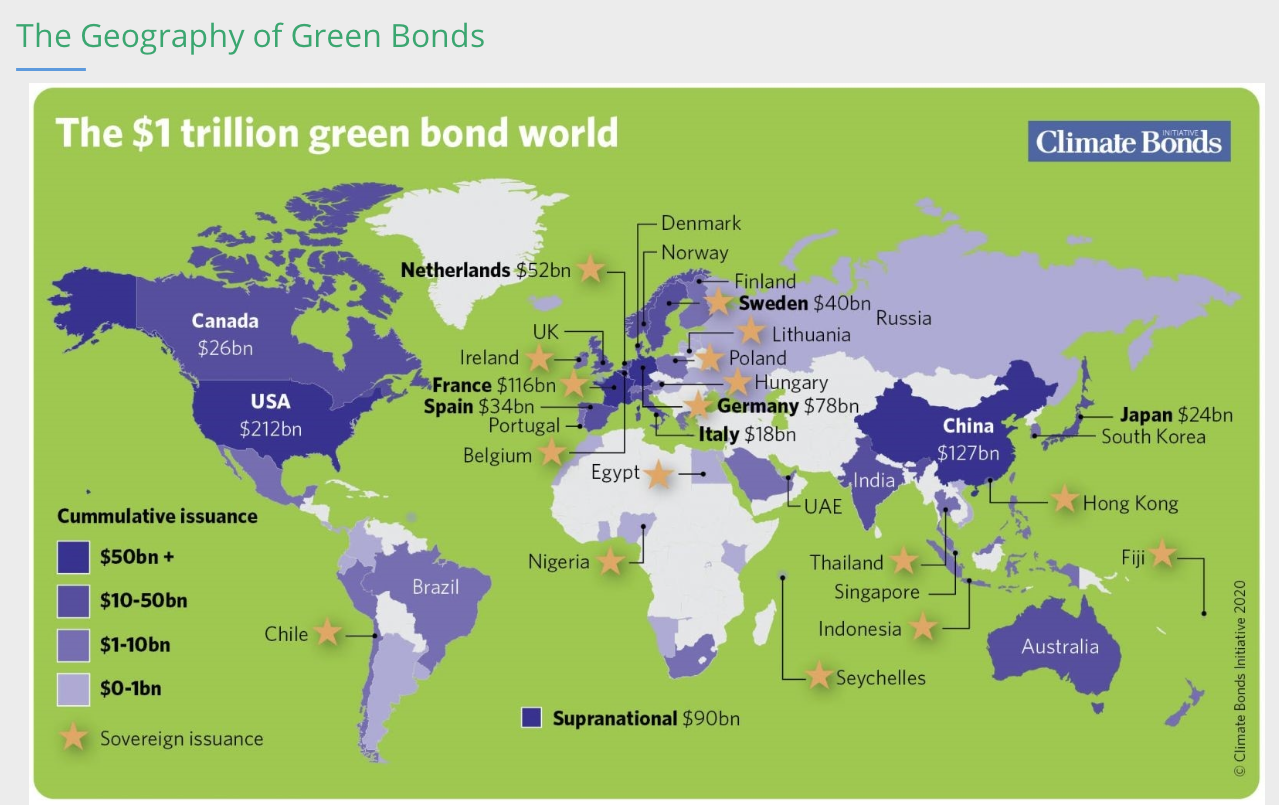 The Geography of Green Bonds
The $1 trillion green bond world
Climate Bonds
INITIATIVE
Denmark
Norway
Netherlands $52bn
Finland
Sweden $40bn
Russia
Canada
$26bn
UK
Lithuania
Ireland
Poland
France $116bn
Hungary
USA
$212bn
Spain $34bn
Germany $78bn
Portugal
Italy $18bn
China
$127bn
Japan $24bn
South Korea
Belgium
Egypt
India
UAE
Hong Kong
Cummulative issuance
$50bn +
$10-50bn
$1-10bn
$0-1bn
Sovereign issuance
Nigeria
Thailand
Fiji
Brazil
Singapore
Chile
Indonesia
Australia
Seychelles
Supranational $90bn
© Climate Bonds Initiative 2020